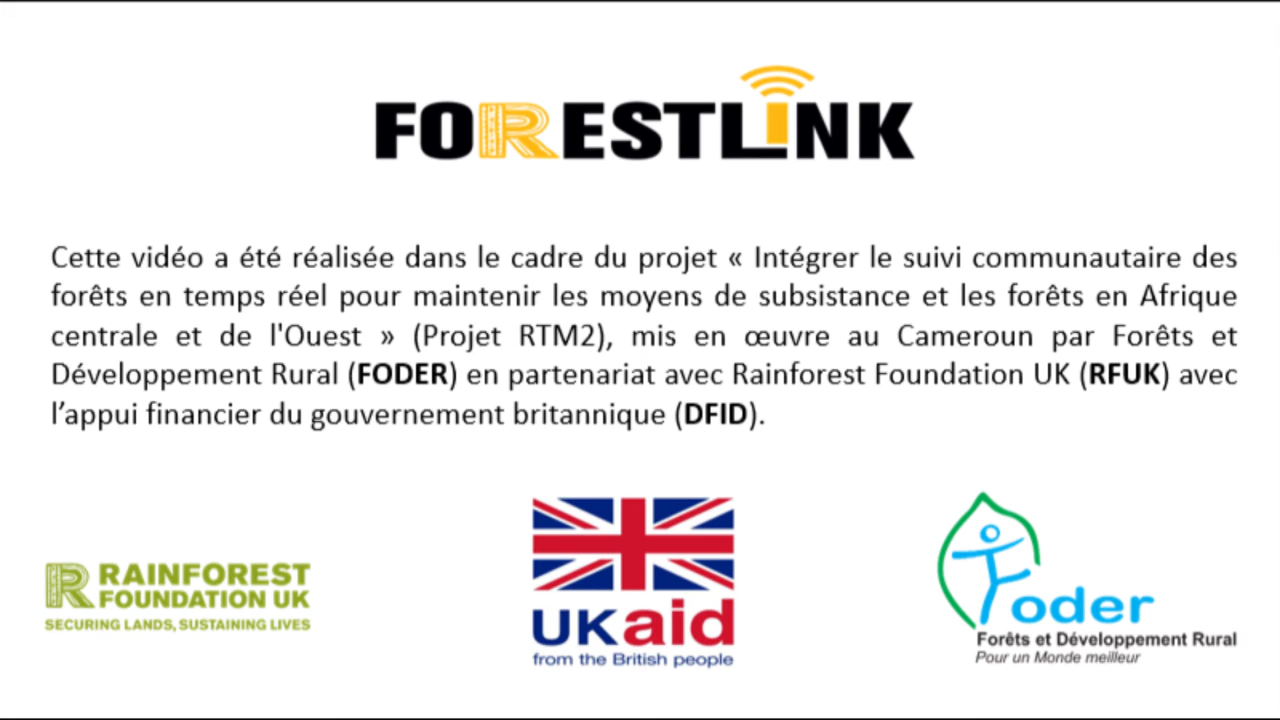 FORESTLINK
Cette vidéo a été réalisée dans le cadre du projet « Intégrer le suivi communautaire des
forêts en temps réel pour maintenir les moyens de subsistance et les forêts en Afrique
centrale et de l'Ouest » (Projet RTM2), mis en œuvre au Cameroun par Forêts et
Développement Rural (FODER) en partenariat avec Rainforest Foundation UK (RFUK) avec
l’appui financier du gouvernement britannique (DFID).
R RAINFOREST
FOUNDATION UK
SECURING LANDS, SUSTAINING LIVES
UKaid
from the British people
Foder
Forêts et Développement Rural
Pour un Monde meilleur